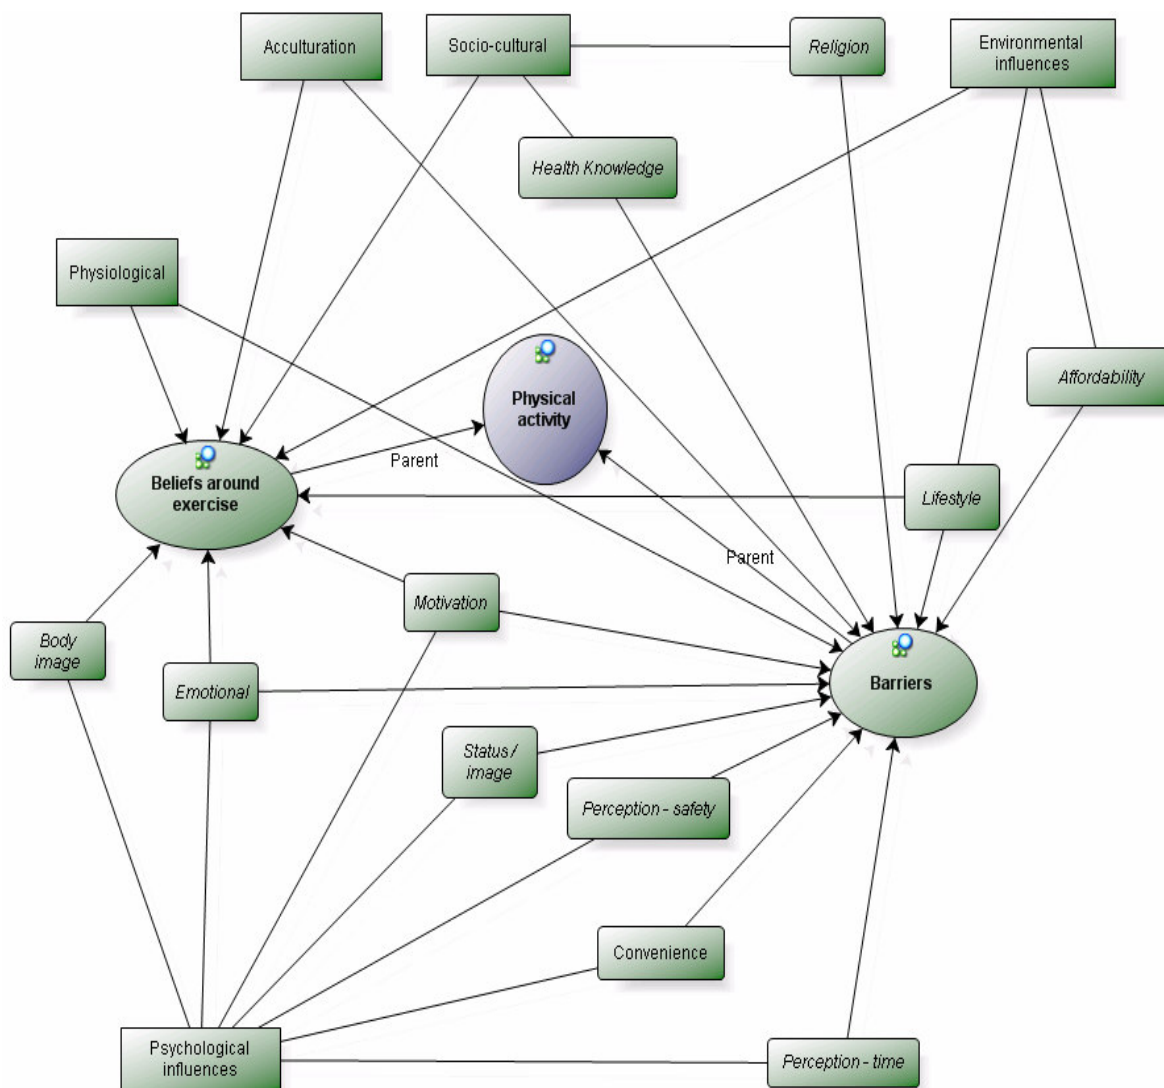 Acculturation
Socio-cultural
Religion
Environmental
influences
Health Knowledge
Physiological
Physical
activity
Affordability
Parent
Beliefs around
exercise
Lifestyle
Parent
Motivation
Body
image
Emotional
Barriers
Status /
image
Perception - safety
Convenience
Psychological
influences
Perception - time